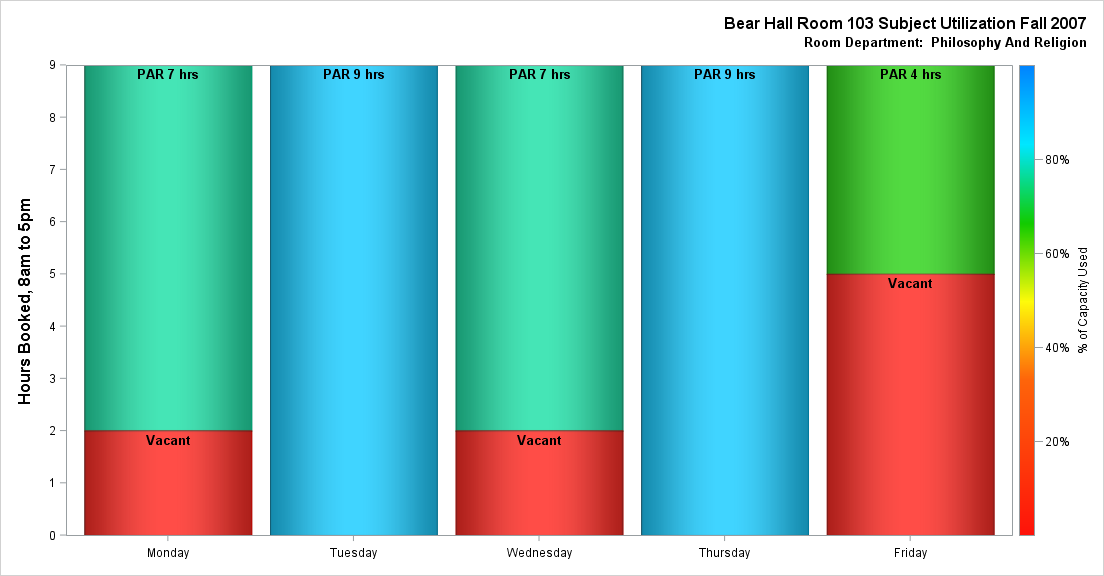 Bear Hall Room 103 Subject Utilization Fall 2007
Room Department:  Philosophy And Religion
Hours Booked, 8am to 5pm
9
8
7
6
5
4
3
2
1
0
PAR 7 hrs
PAR 9 hrs
PAR 7 hrs
PAR 9 hrs
PAR 4 hrs
Vacant
Vacant
Vacant
Monday
Tuesday
Wednesday
Thursday
Friday
80%
60%
40%
20%
% of Capacity Used